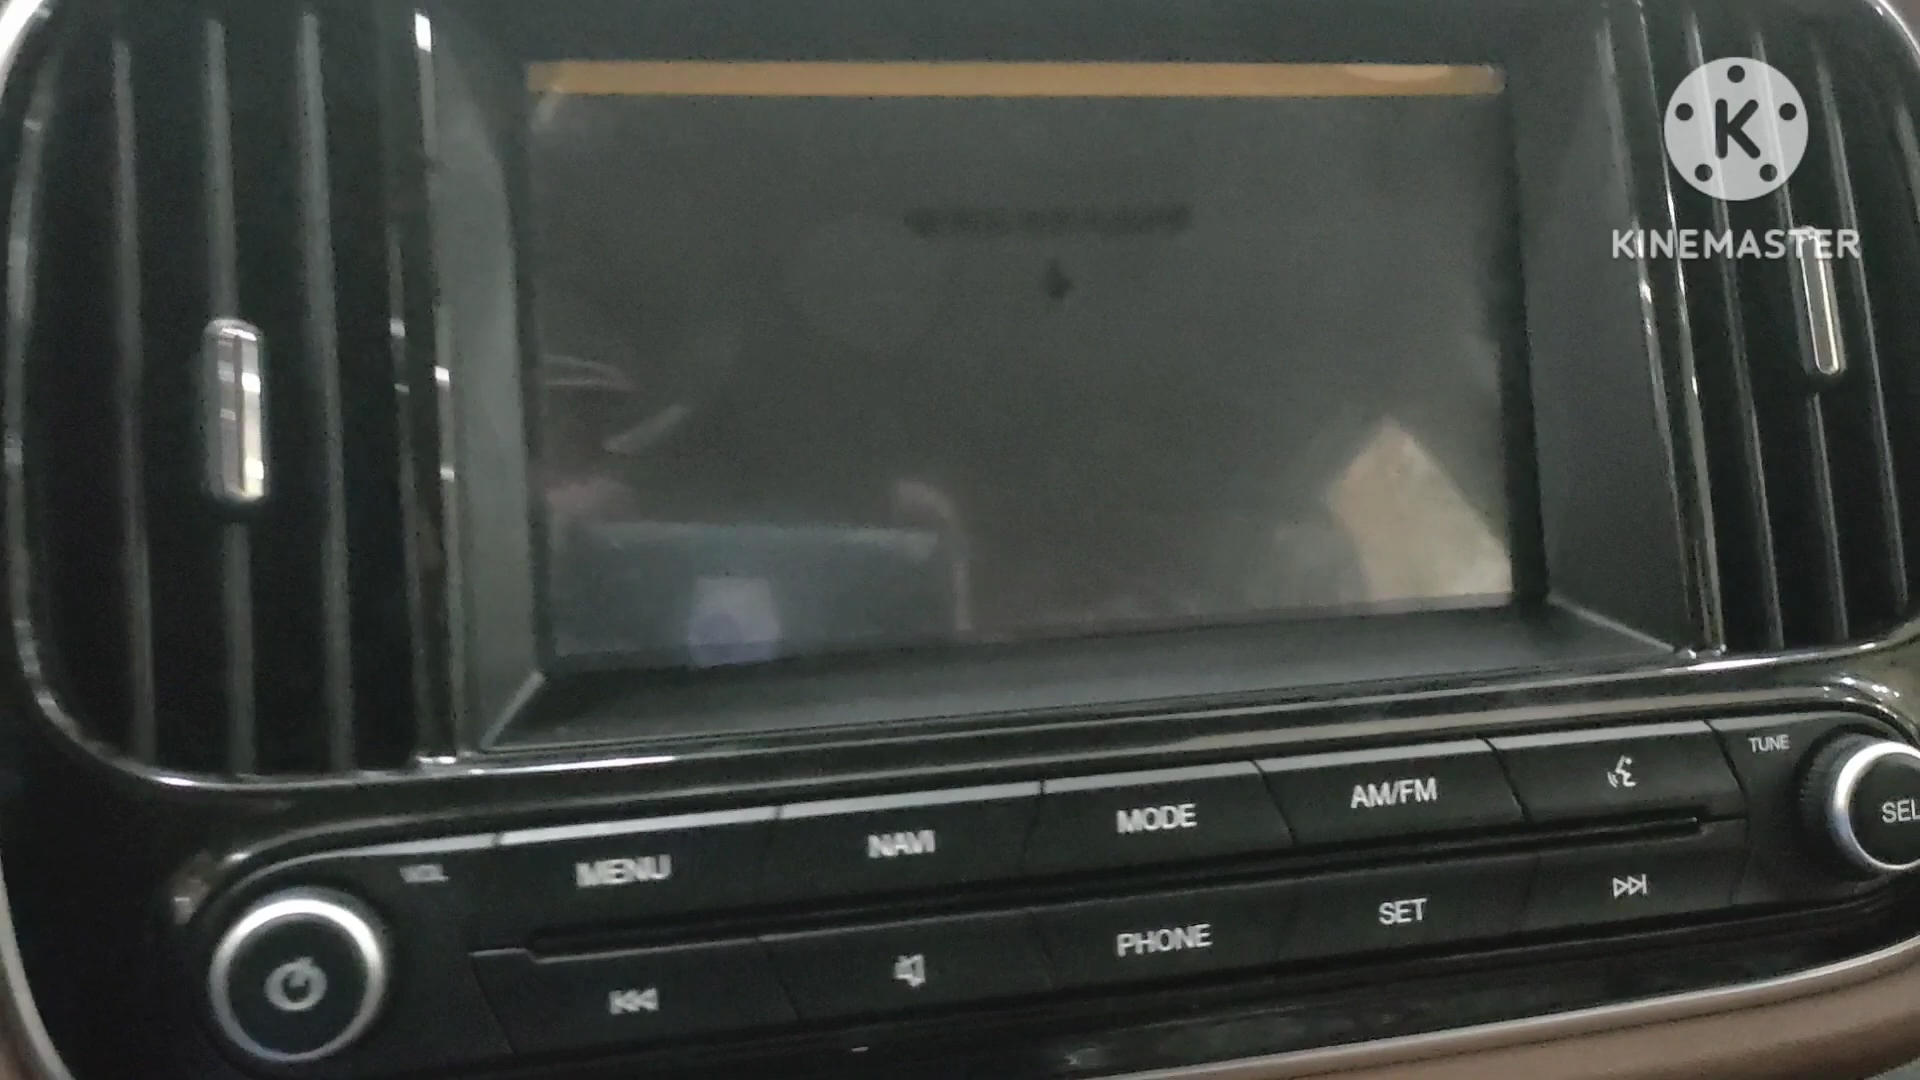 K
KINEMASTER
TUNE
VOL
MENU
NAVI
MODE
AM/FM
SEL
PHONE
SET